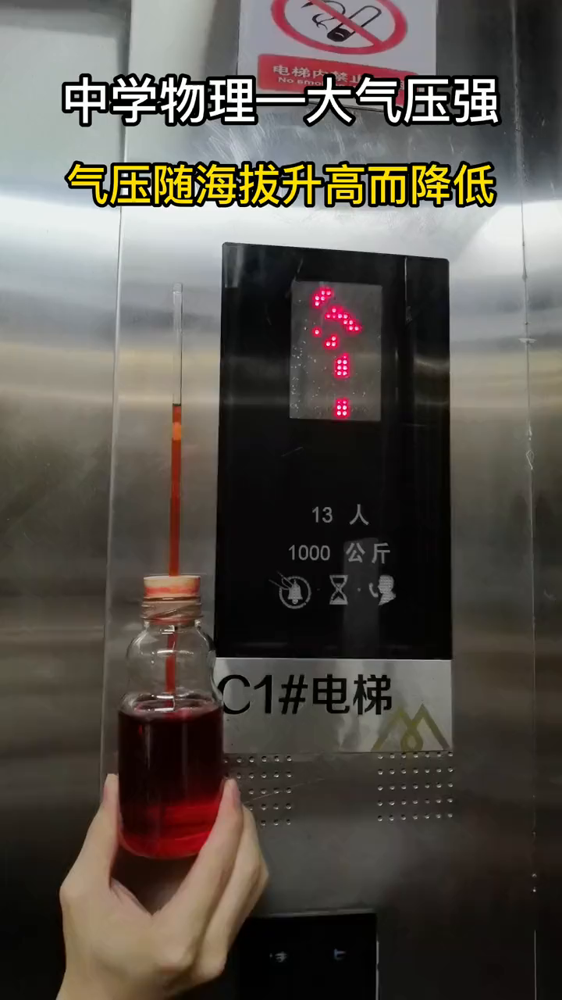 电梯内禁止
No smo
中学物理—大气压强
气压随海拔升高而降低
13 人
1000 公斤
C1#电梯